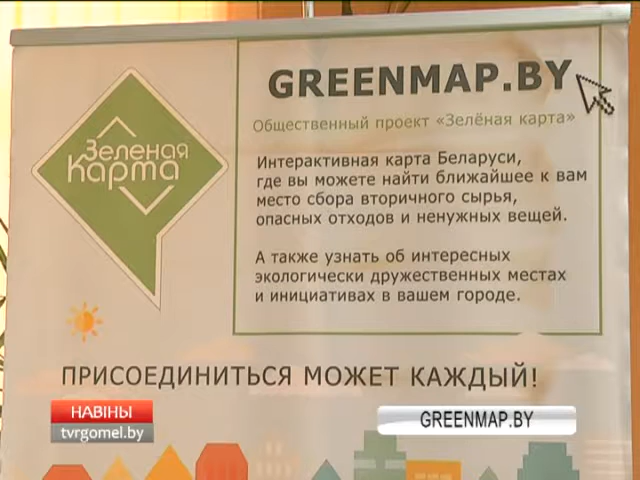 GREENMAP.BY
Общественный проект «Зелёная карта»
Зеленая
карта
Интерактивная карта Беларуси,
где вы можете найти ближайшее к вам
место сбора вторичного сырья,
опасных отходов и ненужных вещей.
А также узнать об интересных
экологически дружественных местах
и инициативах в вашем городе.
ПРИСОЕДИНИТЬСЯ МОЖЕТ КАЖДЫЙ!
НАВІНЫ
tvrgomel.by
GREENMAP.BY